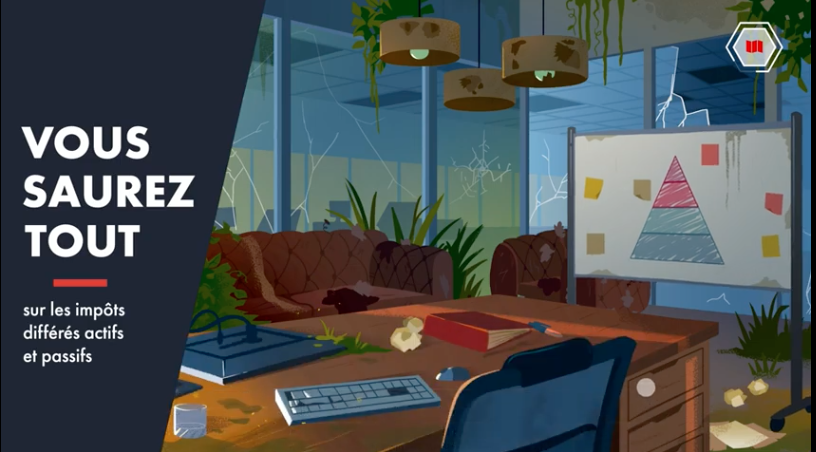 VOUS
SAUREZ
TOUT
sur les impôts
différés actifs
et passifs